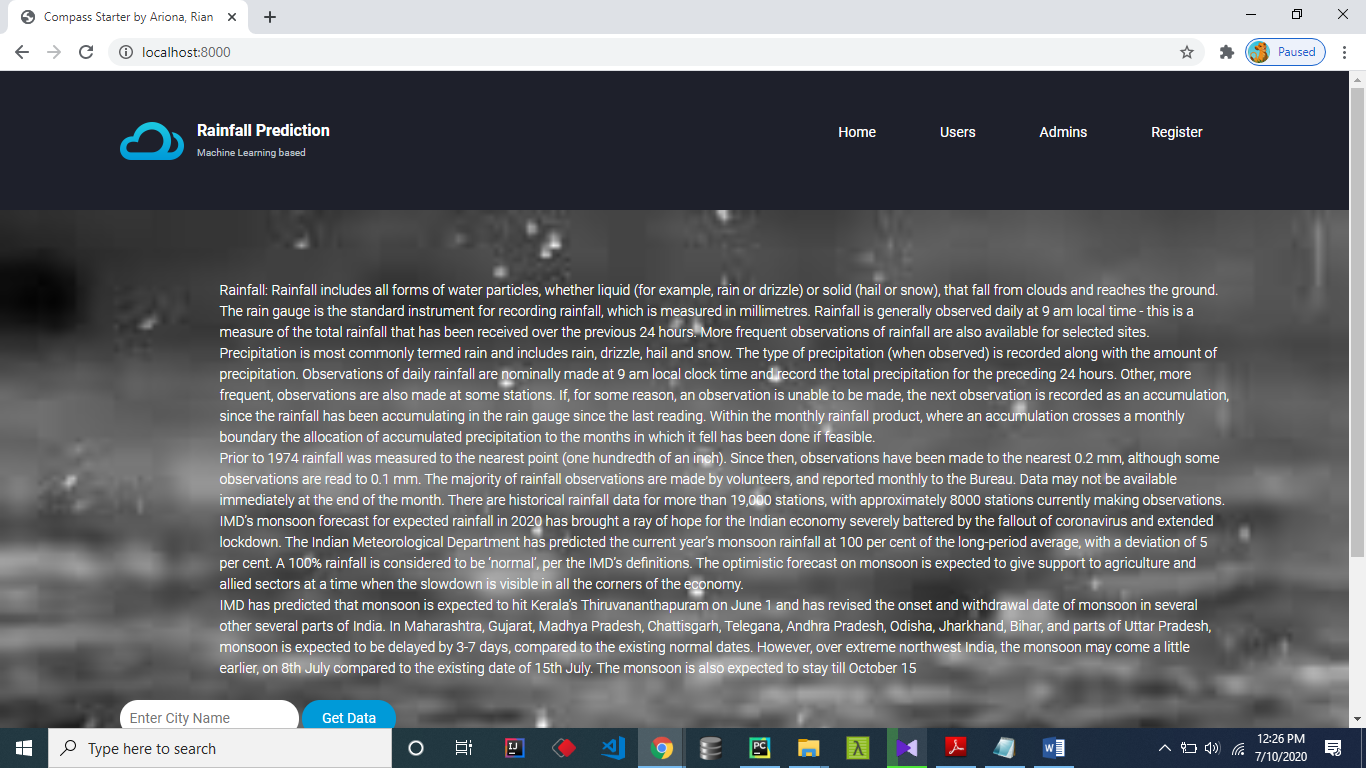 Compass Starter by Ariona, Rian
localhost:8000
Paused
Rainfall Prediction
Machine Learning based
Home
Users
Admins
Register
Rainfall: Rainfall includes all forms of water particles, whether liquid (for example, rain or drizzle) or solid (hail or snow), that fall from clouds and reaches the ground.
The rain gauge is the standard instrument for recording rainfall, which is measured in millimetres. Rainfall is generally observed daily at 9 am local time - this is a
measure of the total rainfall that has been received over the previous 24 hours. More frequent observations of rainfall are also available for selected sites.
Precipitation is most commonly termed rain and includes rain, drizzle, hail and snow. The type of precipitation (when observed) is recorded along with the amount of
precipitation. Observations of daily rainfall are nominally made at 9 am local clock time and record the total precipitation for the preceding 24 hours. Other, more
frequent, observations are also made at some stations. If, for some reason, an observation is unable to be made, the next observation is recorded as an accumulation,
since the rainfall has been accumulating in the rain gauge since the last reading. Within the monthly rainfall product, where an accumulation crosses a monthly
boundary the allocation of accumulated precipitation to the months in which it fell has been done if feasible.
Prior to 1974 rainfall was measured to the nearest point (one hundredth of an inch). Since then, observations have been made to the nearest 0.2 mm, although some
observations are read to 0.1 mm. The majority of rainfall observations are made by volunteers, and reported monthly to the Bureau. Data may not be available
immediately at the end of the month. There are historical rainfall data for more than 19,000 stations, with approximately 8000 stations currently making observations.
IMD's monsoon forecast for expected rainfall in 2020 has brought a ray of hope for the Indian economy severely battered by the fallout of coronavirus and extended
lockdown. The Indian Meteorological Department has predicted the current year's monsoon rainfall at 100 per cent of the long-period average, with a deviation of 5
per cent. A 100% rainfall is considered to be 'normal', per the IMD's definitions. The optimistic forecast on monsoon is expected to give support to agriculture and
allied sectors at a time when the slowdown is visible in all the corners of the economy.
IMD has predicted that monsoon is expected to hit Kerala's Thiruvananthapuram on June 1 and has revised the onset and withdrawal date of monsoon in several
other several parts of India. In Maharashtra, Gujarat, Madhya Pradesh, Chattisgarh, Telegana, Andhra Pradesh, Odisha, Jharkhand, Bihar, and parts of Uttar Pradesh,
monsoon is expected to be delayed by 3-7 days, compared to the existing normal dates. However, over extreme northwest India, the monsoon may come a little
earlier, on 8th July compared to the existing date of 15th July. The monsoon is also expected to stay till October 15
Enter City Name
Get Data
Type here to search
IJ
PC
12:26 PM
7/10/2020